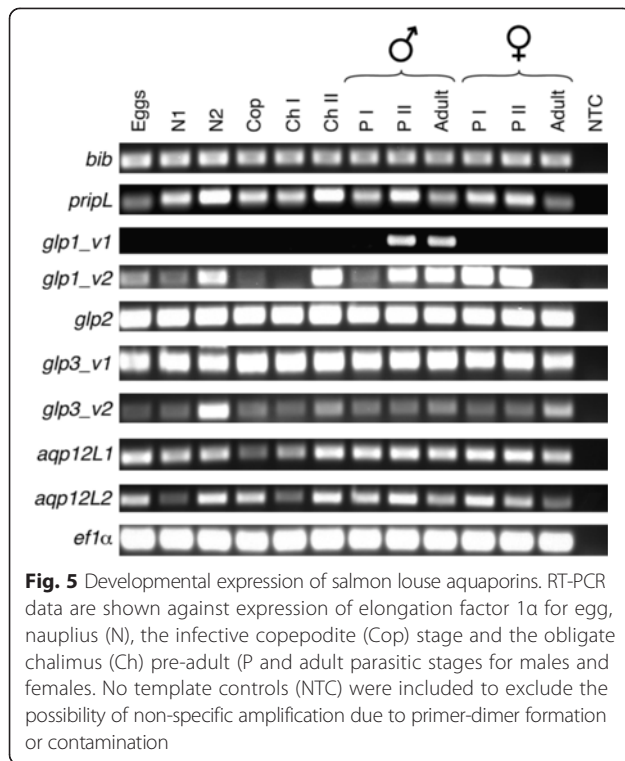 ♂ ♀
Eggs N1 N2 Cop Ch I Ch II P I P II Adult P I P II Adult NTC
bib
pripL
glp1_v1
glp1_v2
glp2
glp3_v1
glp3_v2
aqp12L1
aqp12L2
ef1α
Fig. 5 Developmental expression of salmon louse aquaporins. RT-PCR
data are shown against expression of elongation factor 1α for egg,
nauplius (N), the infective copepodite (Cop) stage and the obligate
chalimus (Ch) pre-adult (P and adult parasitic stages for males and
females. No template controls (NTC) were included to exclude the
possibility of non-specific amplification due to primer-dimer formation
or contamination